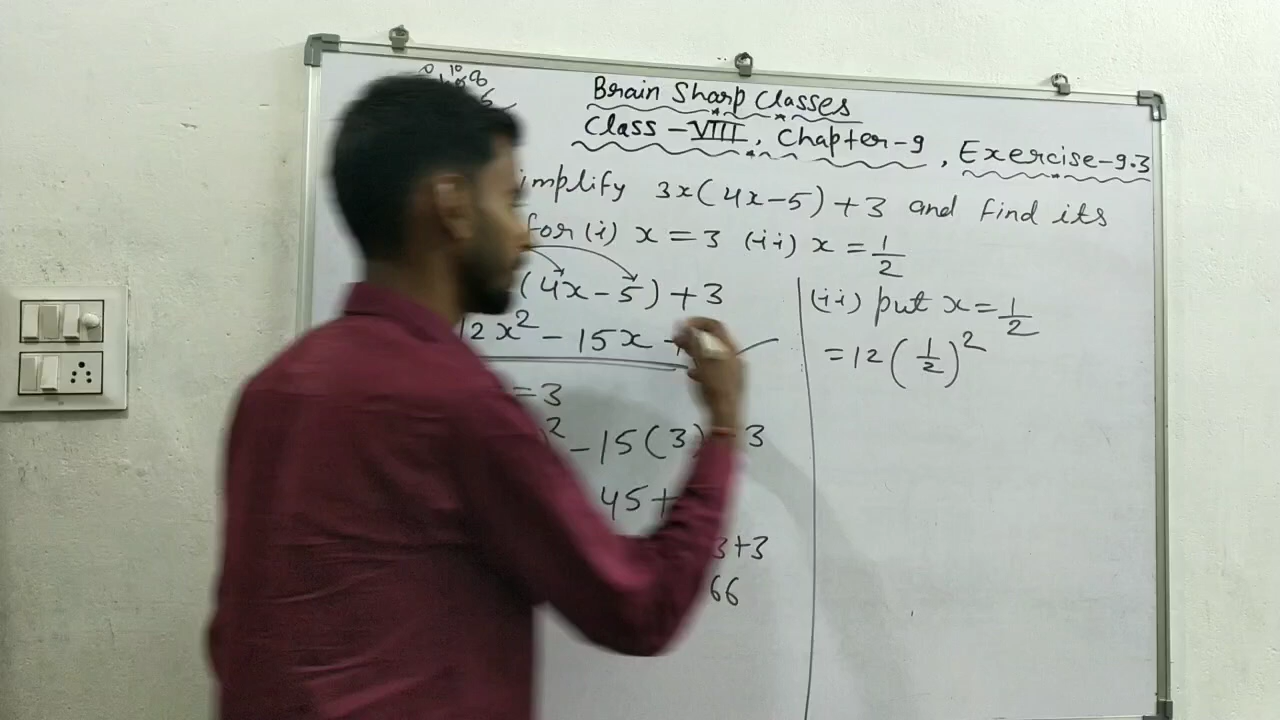 Brain Sharp Classes
Class - VIII, Chapter-9, Exercise-9.3
implify 3x(4x-5)+3 and find its
for (i) x = 3 (ii) x = 1/2
(4x-5)+3
2x² - 15x
= 3
² - 15(3) 3
45+
3+3
66
(ii) put x = 1/2
= 12(1/2)²